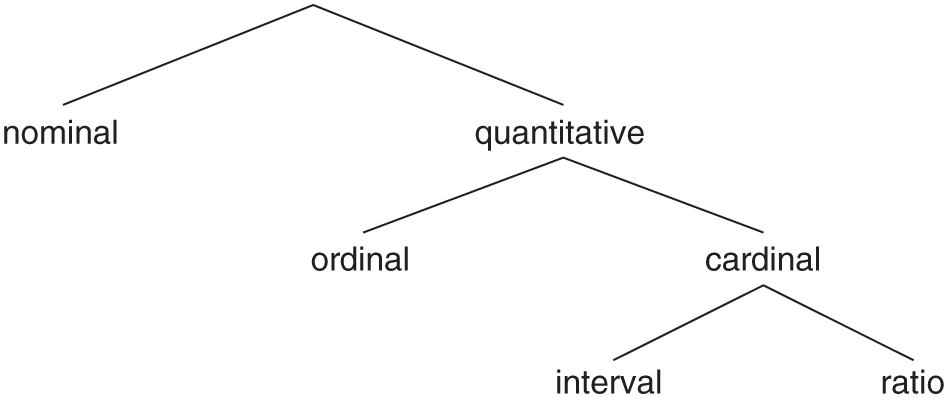 nominal quantitative
ordinal cardinal
interval ratio